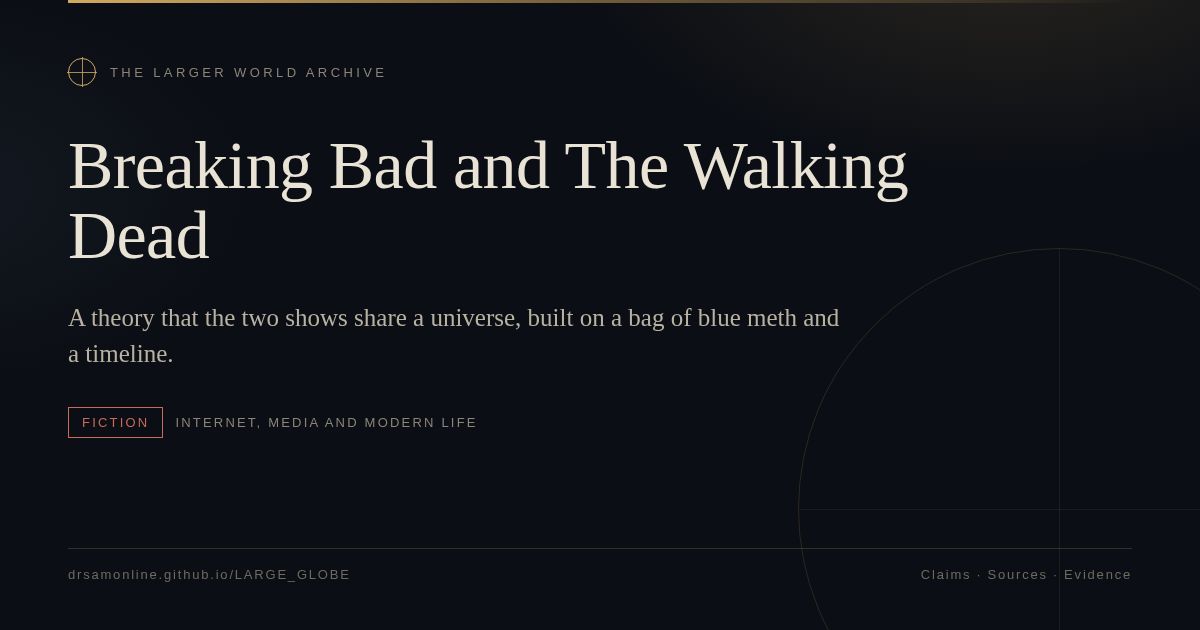 THE LARGER WORLD ARCHIVE
Breaking Bad and The Walking
Dead
A theory that the two shows share a universe, built on a bag of blue meth and
a timeline.
FICTION
INTERNET, MEDIA AND MODERN LIFE
drsamonline.github.io/LARGE_GLOBE
Claims · Sources · Evidence